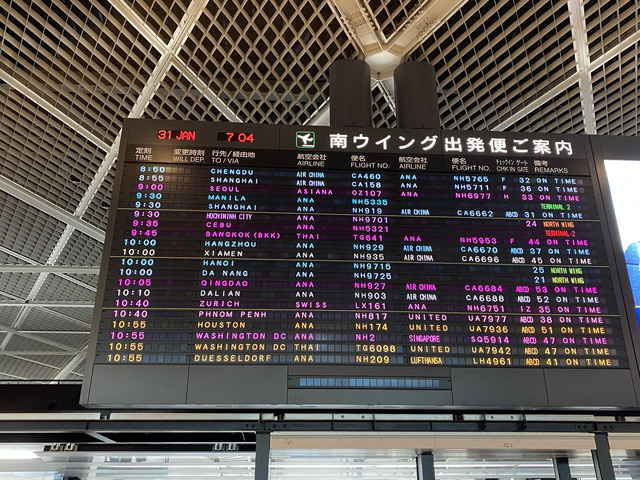 31 JAN 7 04 南ウイング出発便ご案内
定刻 変更時刻 行先/経由地 航空会社 便名 航空会社 便名 チェックイン ゲート 備考
TIME WILL DEP. TO / VIA AIRLINE FLIGHT NO. AIRLINE FLIGHT NO. CHK IN GATE REMARKS
8:50 CHENGDU AIR CHINA CA460 ANA NH5765 F 32 ON TIME
8:55 SHANGHAI AIR CHINA CA158 ANA NH5711 F 36 ON TIME
9:00 SEOUL ASIANA OZ107 ANA NH6977 H 33 ON TIME
9:30 MANILA ANA NH5335 TERMINAL 2
9:30 SHANGHAI ANA NH919 AIR CHINA CA6662 ABCD 31 ON TIME
9:30 HOCHIMINH CITY ANA NH9701 24 NORTH WING
9:35 CEBU ANA NH5321 TERMINAL 2
9:45 BANGKOK (BKK) THAI TG641 ANA NH5953 F 44 ON TIME
10:00 HANGZHOU ANA NH929 AIR CHINA CA6670 ABCD 37 ON TIME
10:00 XIAMEN ANA NH935 AIR CHINA CA6696 ABCD 45 ON TIME
10:00 HANOI ANA NH9715 25 NORTH WING
10:00 DA NANG ANA NH9725 21 NORTH WING
10:05 QINGDAO ANA NH927 AIR CHINA CA6684 ABCD 53 ON TIME
10:10 DALIAN ANA NH903 AIR CHINA CA6688 ABCD 52 ON TIME
10:40 ZURICH SWISS LX161 ANA NH6751 IZ 35 ON TIME
10:40 PHNOM PENH ANA NH817 UNITED UA7977 ABCD 38 ON TIME
10:55 HOUSTON ANA NH174 UNITED UA7936 ABCD 51 ON TIME
10:55 WASHINGTON DC ANA NH2 SINGAPORE SQ5914 ABCD 47 ON TIME
10:55 WASHINGTON DC THAI TG6098 UNITED UA7942 ABCD 47 ON TIME
10:55 DUESSELDORF ANA NH209 LUFTHANSA LH4961 ABCD 41 ON TIME